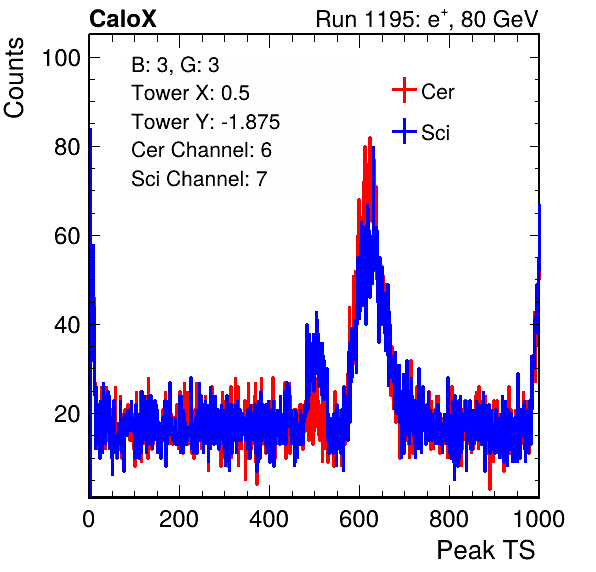 CaloX
Run 1195: e+, 80 GeV
Counts
B: 3, G: 3
Tower X: 0.5
Tower Y: -1.875
Cer Channel: 6
Sci Channel: 7
Cer
Sci
100
80
60
40
20
0 200 400 600 800 1000
Peak TS